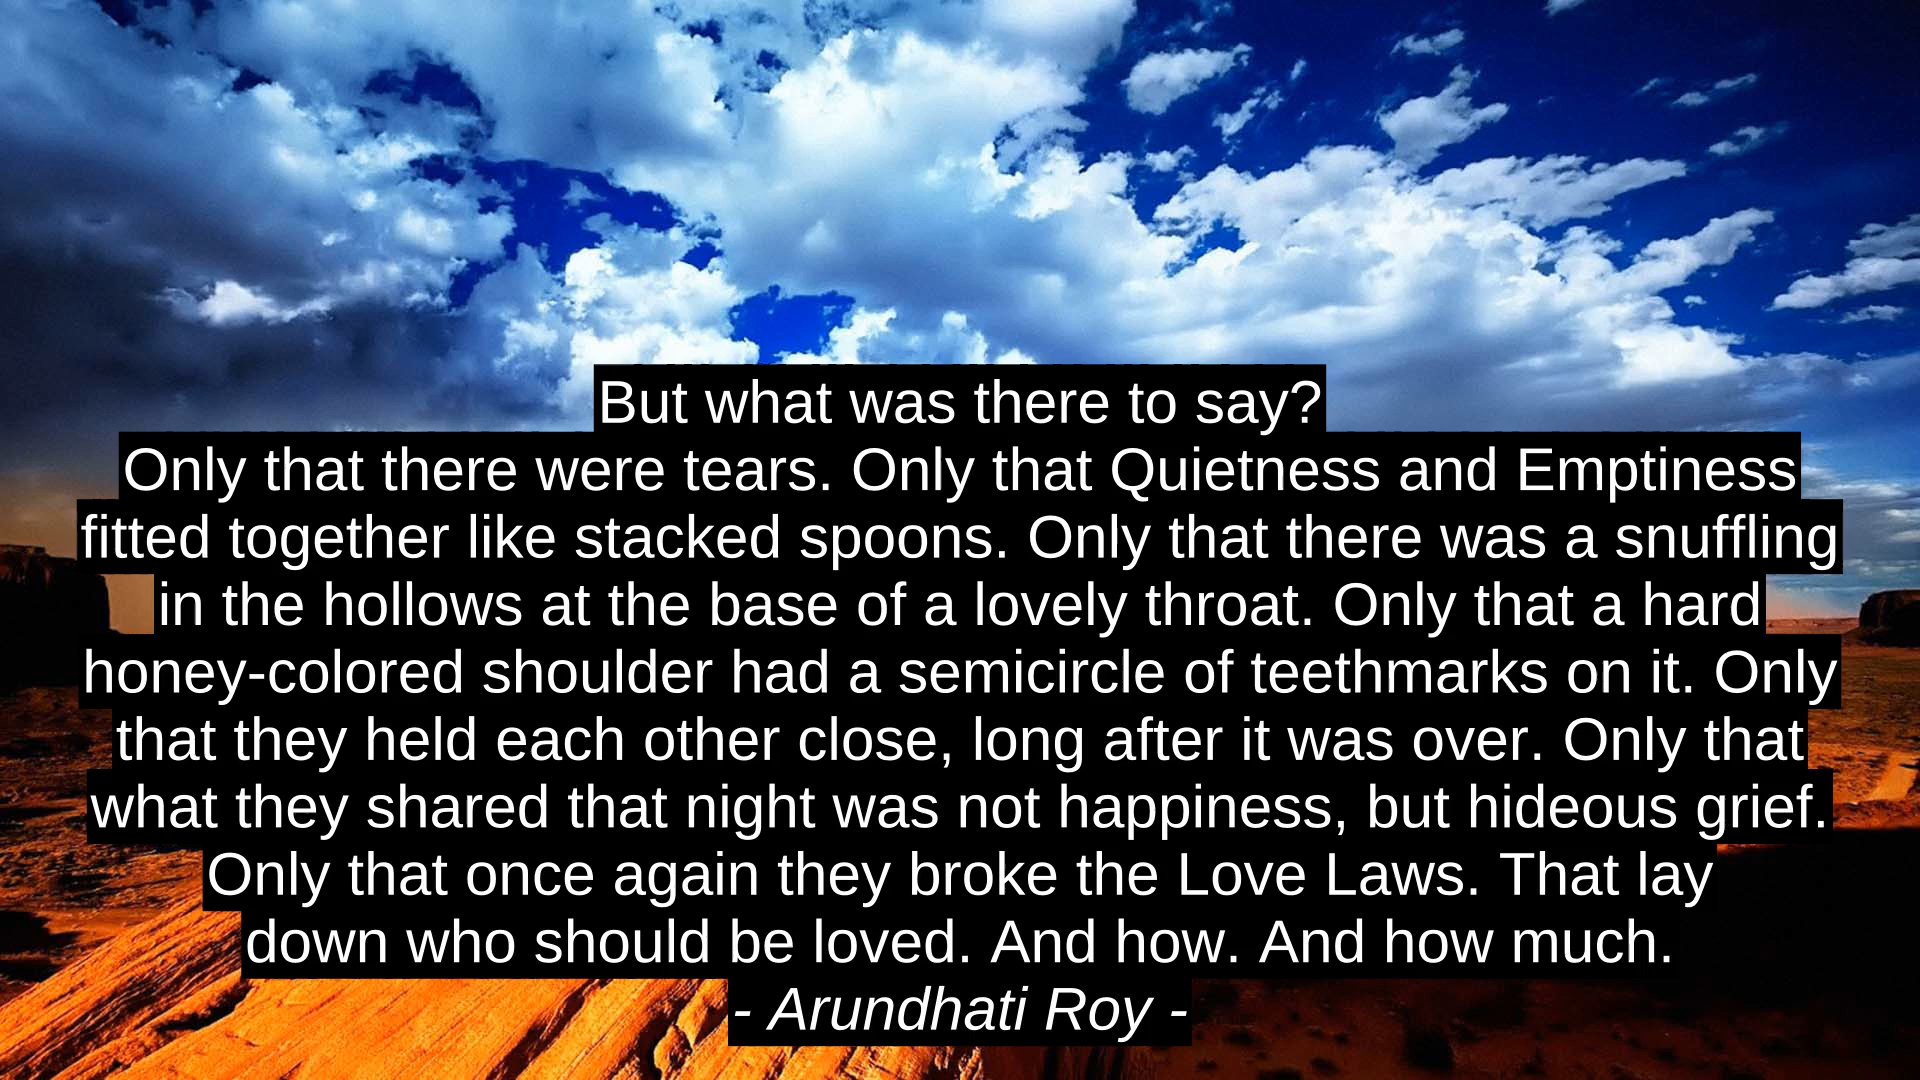 But what was there to say?
Only that there were tears. Only that Quietness and Emptiness
fitted together like stacked spoons. Only that there was a snuffling
in the hollows at the base of a lovely throat. Only that a hard
honey-colored shoulder had a semicircle of teethmarks on it. Only
that they held each other close, long after it was over. Only that
what they shared that night was not happiness, but hideous grief.
Only that once again they broke the Love Laws. That lay
down who should be loved. And how. And how much.
- Arundhati Roy -